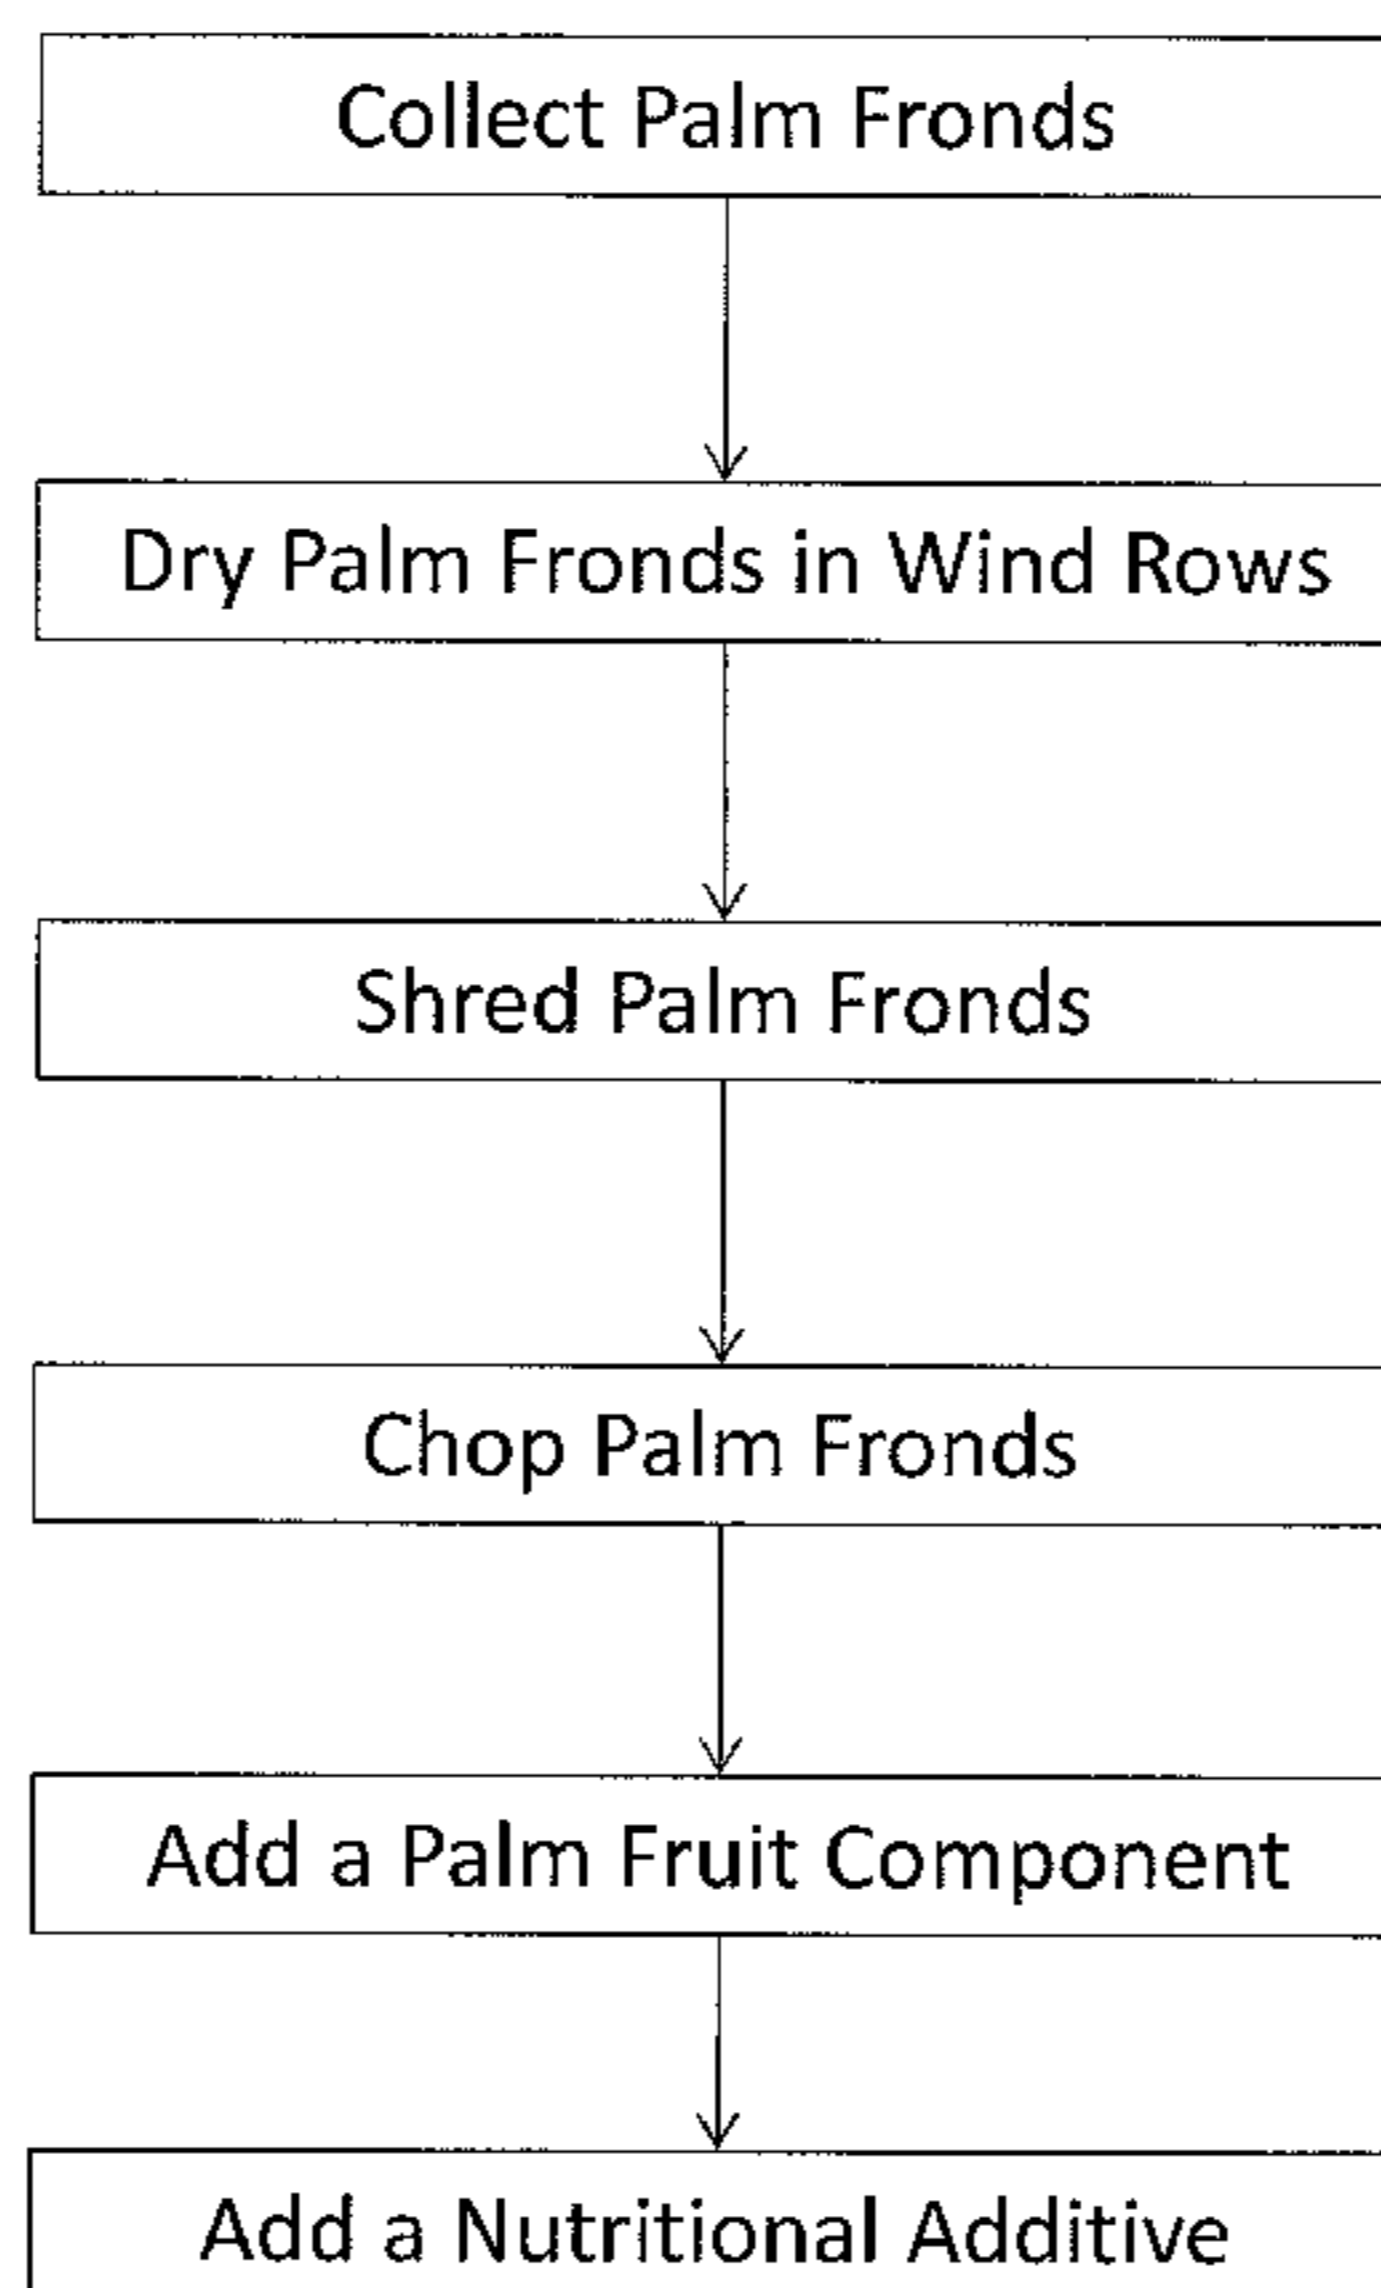 Collect Palm Fronds
Dry Palm Fronds in Wind Rows
Shred Palm Fronds
Chop Palm Fronds
Add a Palm Fruit Component
Add a Nutritional Additive